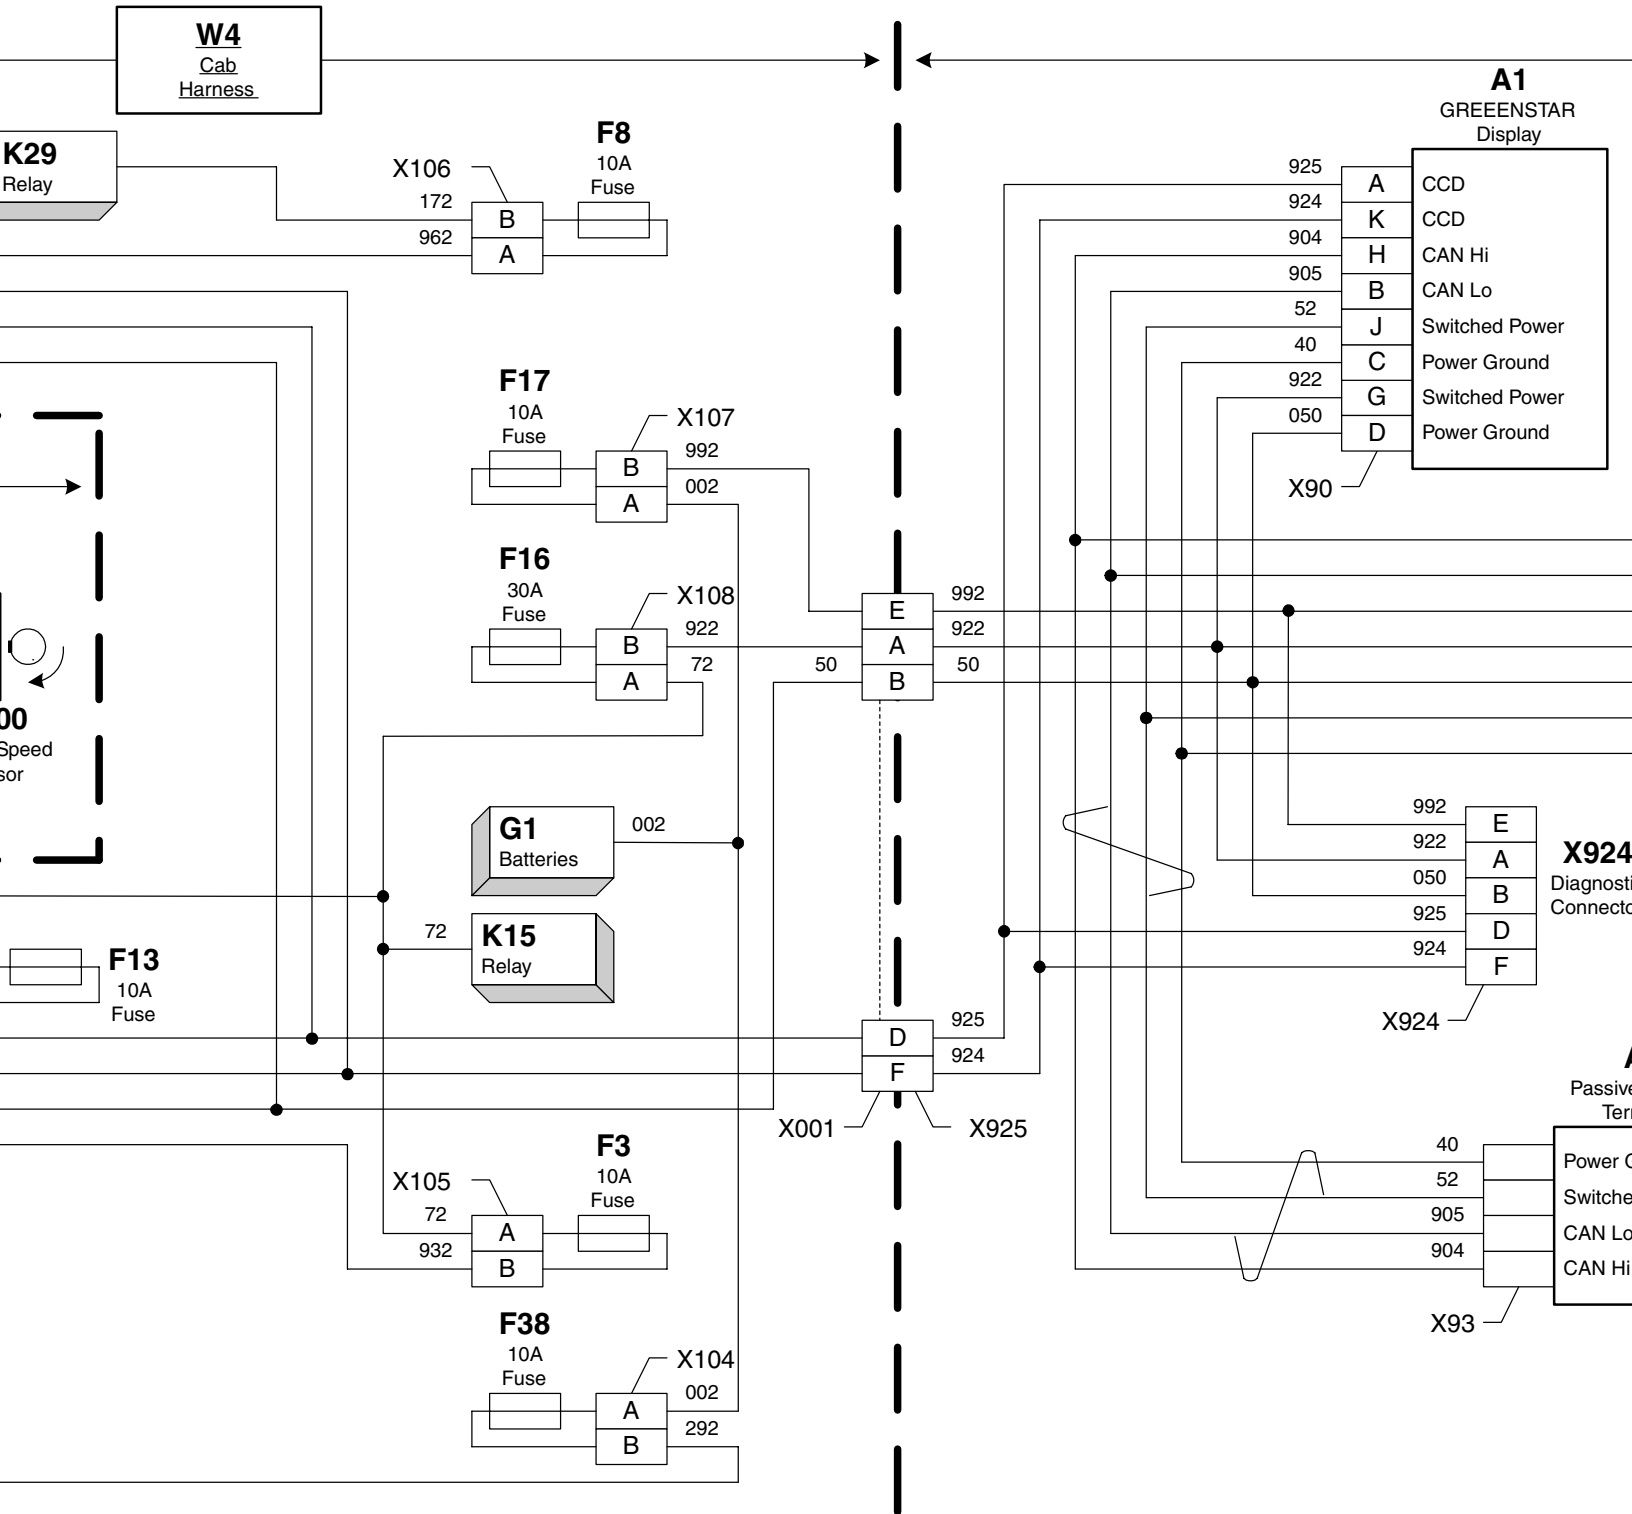 W4
Cab
Harness
A1
GREEENSTAR
Display
K29
Relay
X106
F8
10A
Fuse
172
B
962
A
925
A
CCD
924
K
CCD
904
H
CAN Hi
905
B
CAN Lo
52
J
Switched Power
40
C
Power Ground
922
G
Switched Power
050
D
Power Ground
X90
F17
10A
Fuse
X107
B
992
A
002
F16
30A
Fuse
X108
B
922
A
72
E
992
A
922
50
B
50
00
Speed
sor
G1
Batteries
002
72
K15
Relay
F13
10A
Fuse
992
E
922
A
050
B
925
D
924
F
X924
Diagnosti
Connecto
X924
D
925
F
924
X001
X925
X105
F3
10A
Fuse
72
A
932
B
Passive
Ter
40
Power
52
Switche
905
CAN Lo
904
CAN Hi
X93
F38
10A
Fuse
X104
A
002
B
292